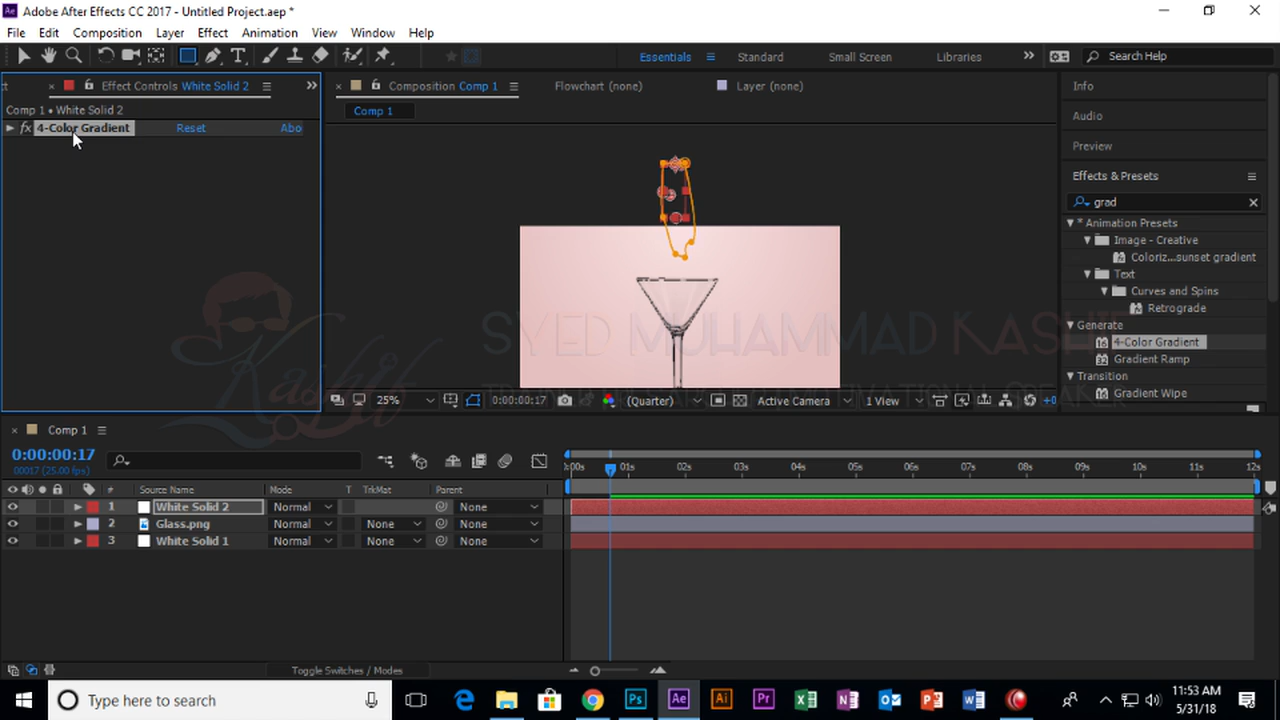 Adobe After Effects CC 2017 - Untitled Project.aep *
File Edit Composition Layer Effect Animation View Window Help
Essentials Standard Small Screen Libraries Search Help
Effect Controls White Solid 2
Comp 1 • White Solid 2
fx 4-Color Gradient Reset Abo
Composition Comp 1 Flowchart (none) Layer (none)
Comp 1
Info
Audio
Preview
Effects & Presets
grad
* Animation Presets
Image - Creative
Coloriz...sunset gradient
Text
Curves and Spins
Retrograde
Generate
4-Color Gradient
Gradient Ramp
Transition
Gradient Wipe
SYED MUHAMMAD KASHIF
Kashif
25% 0:00:00:17 (Quarter) Active Camera 1 View +0
Comp 1
0:00:00:17
00017 (25.00 fps)
:00s 01s 02s 03s 04s 05s 06s 07s 08s 09s 10s 11s 12s
# Source Name Mode T TrkMat Parent
1 White Solid 2 Normal None
2 Glass.png Normal None None
3 White Solid 1 Normal None None
Toggle Switches / Modes
Type here to search
11:53 AM
5/31/18